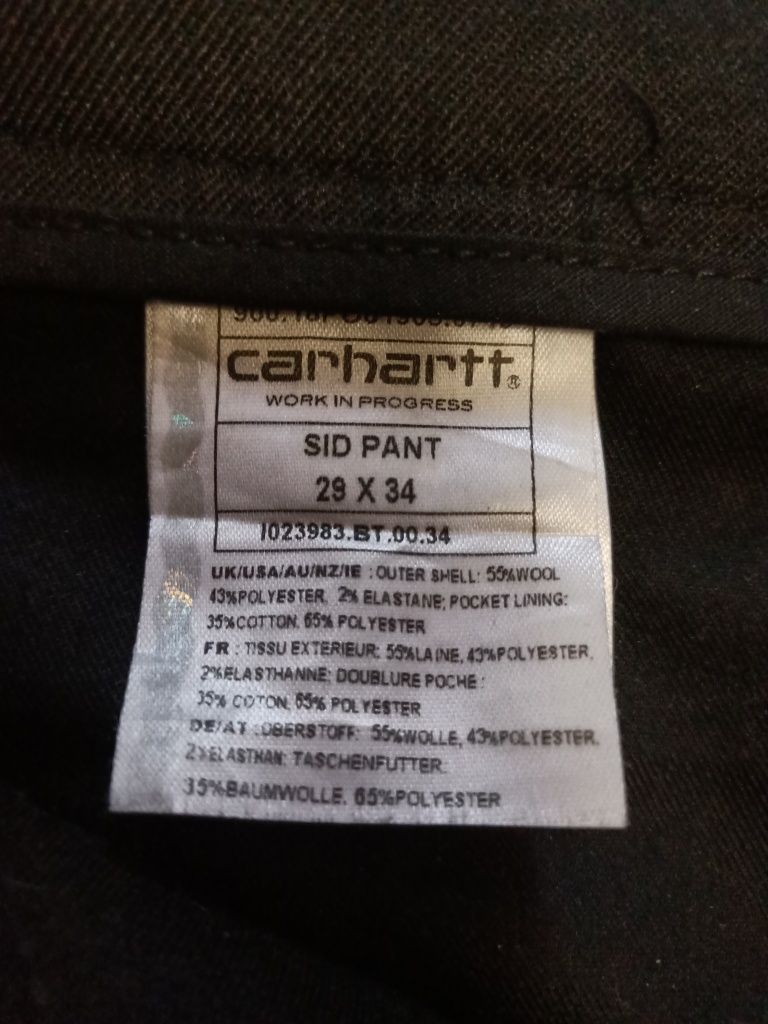 carhartt®
WORK IN PROGRESS
SID PANT
29 X 34
I023983.BT.00.34
UK/USA/AU/NZ/IE :OUTER SHELL: 55%WOOL
43%POLYESTER, 2% ELASTANE; POCKET LINING:
35%COTTON, 65% POLYESTER
FR : TISSU EXTERIEUR: 55%LAINE, 43%POLYESTER,
2%ELASTHANNE; DOUBLURE POCHE :
35% COTON, 65% POLYESTER
DE/AT :OBERSTOFF: 55%WOLLE, 43%POLYESTER,
2%ELASTHAN; TASCHENFUTTER:
35%BAUMWOLLE, 65%POLYESTER